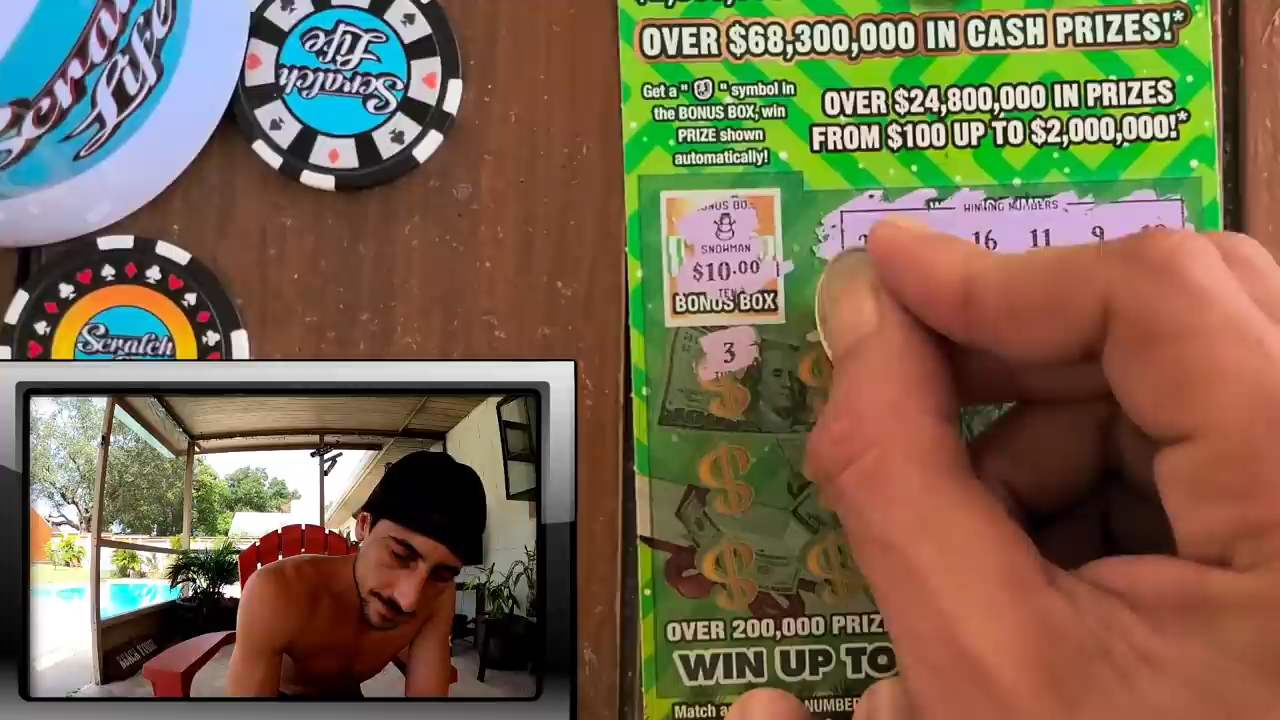 Scratch
Life
Scratch
Life
Scratch
OVER $68,300,000 IN CASH PRIZES!*
Get a " " symbol in
the BONUS BOX, win
PRIZE shown
automatically!
OVER $24,800,000 IN PRIZES
FROM $100 UP TO $2,000,000!*
WINNING NUMBERS
16 11 9
SNOWMAN
$10.00
TEN
BONUS BOX
3
$
$
$ $
OVER 200,000
WIN UP TO
Match